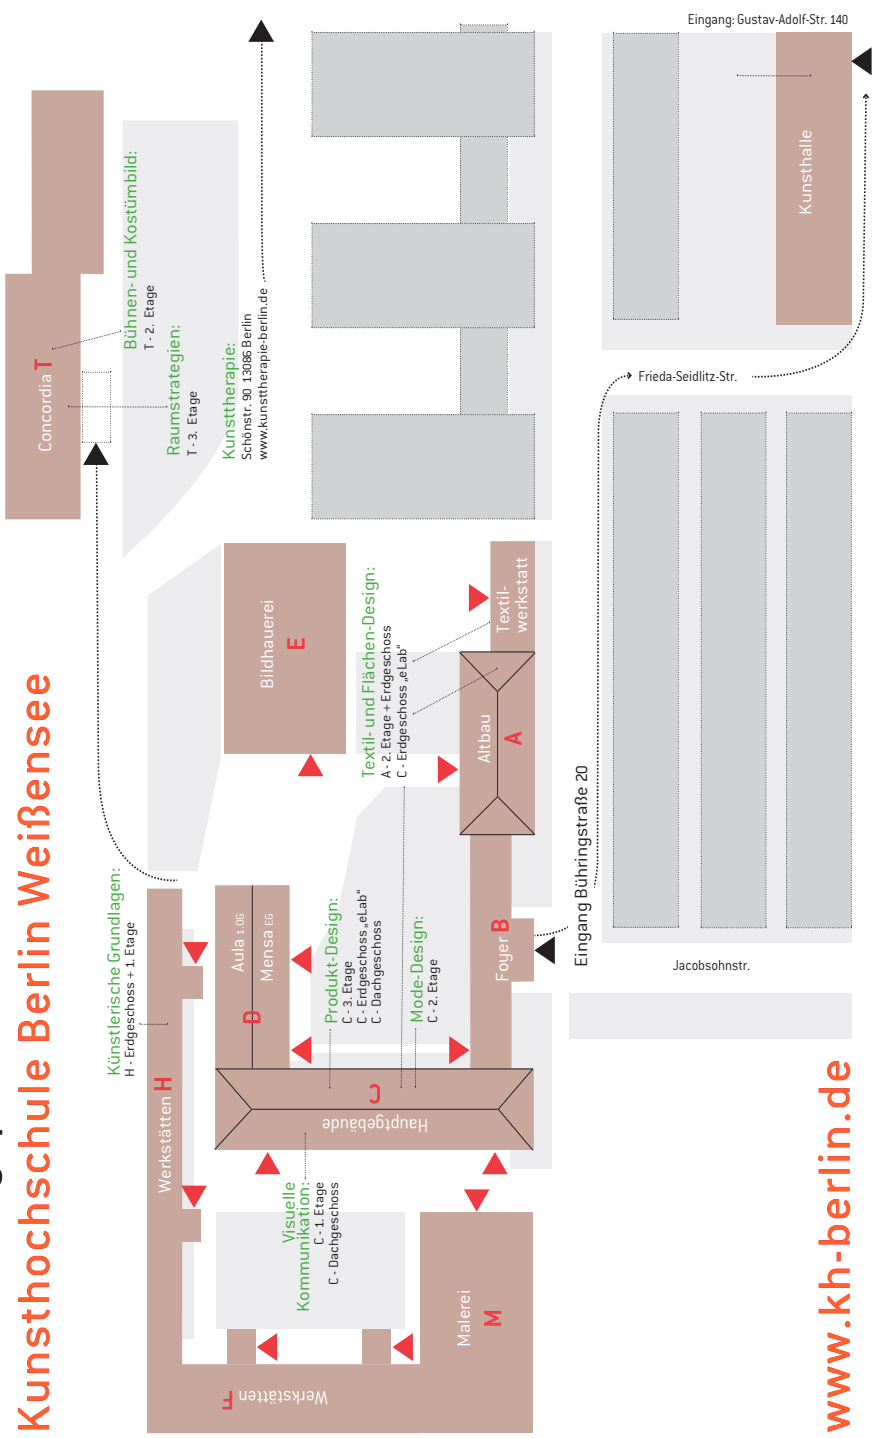 Kunsthochschule Berlin Weißensee
Künstlerische Grundlagen:
H - Erdgeschoss + 1. Etage
Werkstätten H
Concordia T
Bühnen- und Kostümbild:
T - 2. Etage
Raumstrategien:
T - 3. Etage
Kunsttherapie:
Schönstr. 90 13086 Berlin
www.kunsttherapie-berlin.de
Bildhauerei
E
Aula 1.OG
Mensa EG
D
Textil- und Flächen-Design:
A - 2. Etage + Erdgeschoss
C - Erdgeschoss „eLab“
Textil-
werkstatt
Altbau
A
Produkt-Design:
C - 3. Etage
C - Erdgeschoss „eLab“
C - Dachgeschoss
Mode-Design:
C - 2. Etage
Foyer B
Hauptgebäude
C
Visuelle
Kommunikation:
C - 1. Etage
C - Dachgeschoss
Werkstätten
F
Malerei
M
Eingang Bühringstraße 20
Jacobsohnstr.
Frieda-Seidlitz-Str.
Kunsthalle
Eingang: Gustav-Adolf-Str. 140
www.kh-berlin.de